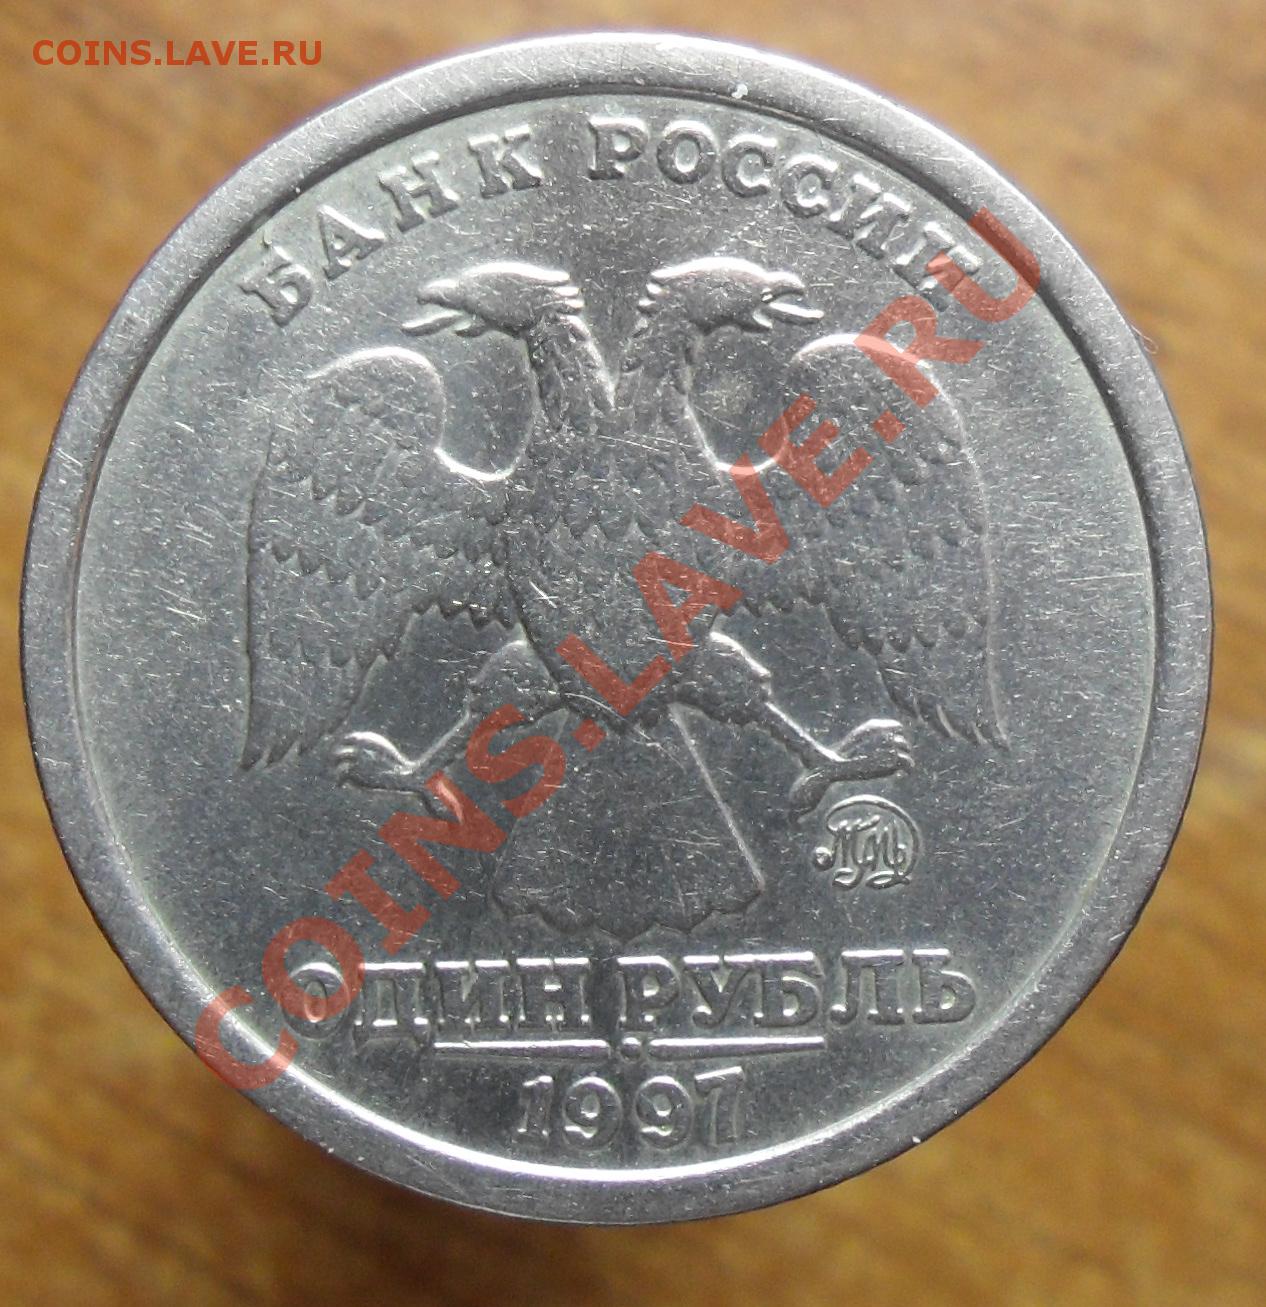 COINS.LAVE.RU
БАНК РОССИИ
COINS.LAVE.RU
ММД
ОДИН РУБЛЬ
1997